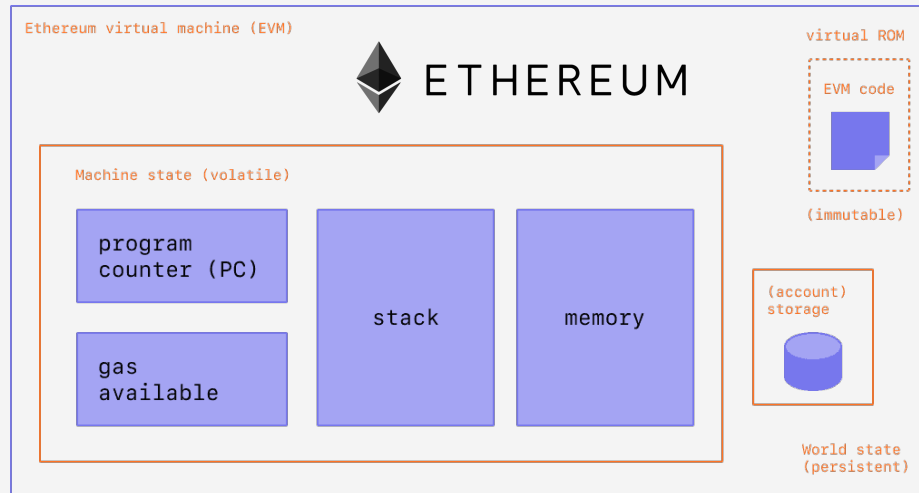 Ethereum virtual machine (EVM)
ETHEREUM
virtual ROM
EVM code
(immutable)
Machine state (volatile)
program
counter (PC)
gas
available
stack
memory
(account)
storage
World state
(persistent)